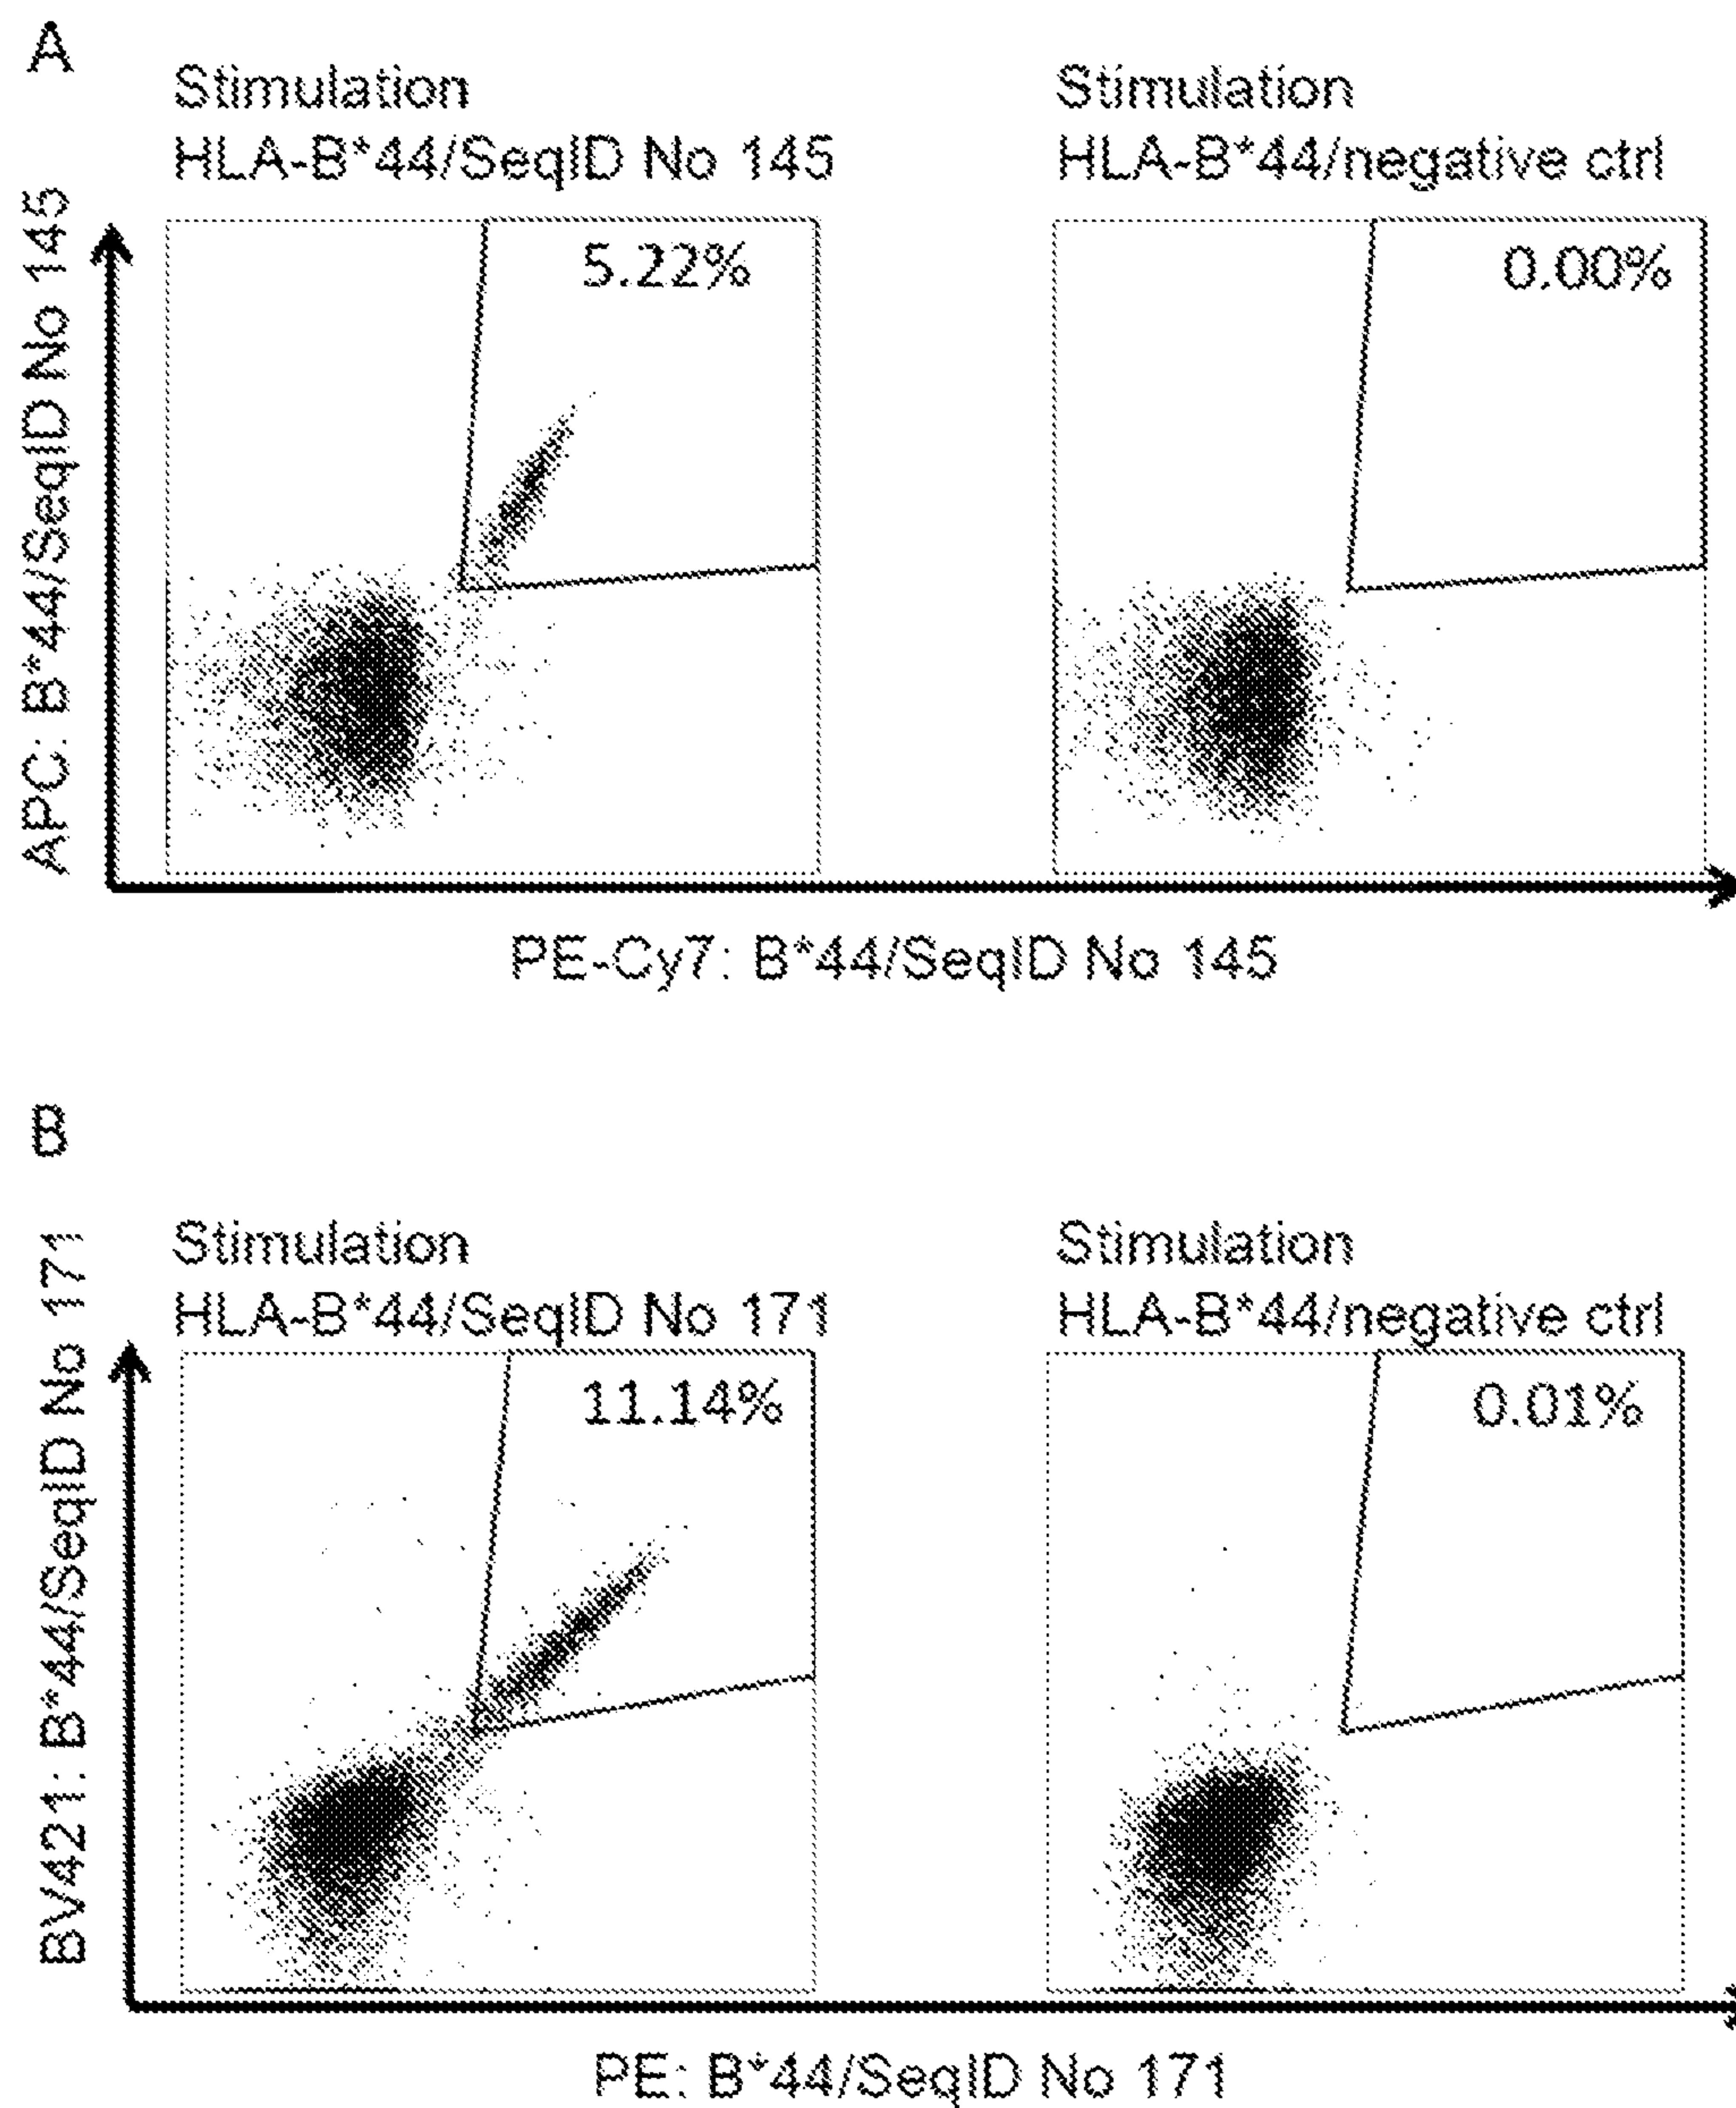 A
Stimulation
HLA-B*44/SeqID No 145
Stimulation
HLA-B*44/negative ctrl
APC: B*44/SeqID No 145
5.22%
0.00%
PE-Cy7: B*44/SeqID No 145
B
Stimulation
HLA-B*44/SeqID No 171
Stimulation
HLA-B*44/negative ctrl
BV421: B*44/SeqID No 171
11.14%
0.01%
PE: B*44/SeqID No 171